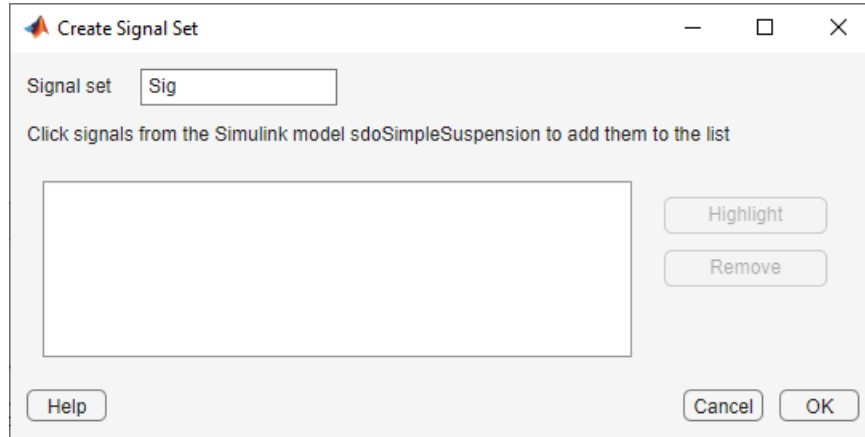 Create Signal Set
Signal set Sig
Click signals from the Simulink model sdoSimpleSuspension to add them to the list
Highlight
Remove
Help Cancel OK